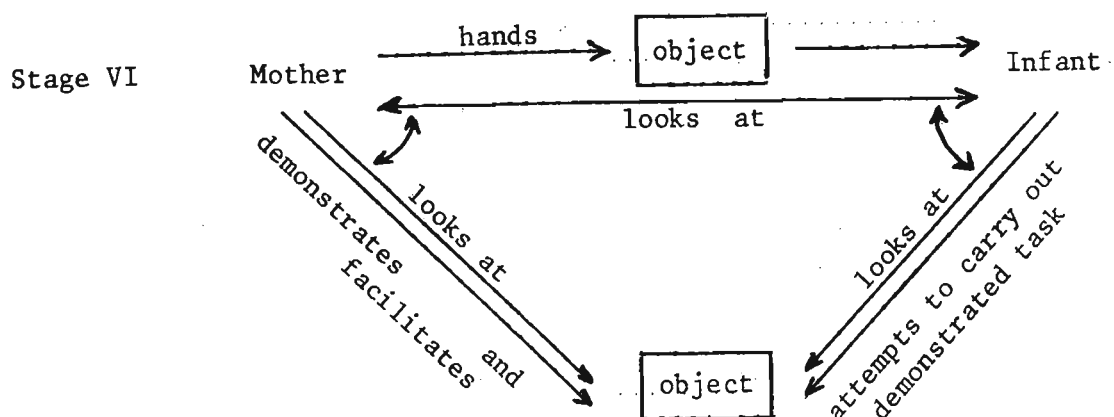 hands
object
Stage VI
Mother
Infant
looks at
looks at
demonstrates and
facilitates
looks at
attempts to carry out
demonstrated task
object